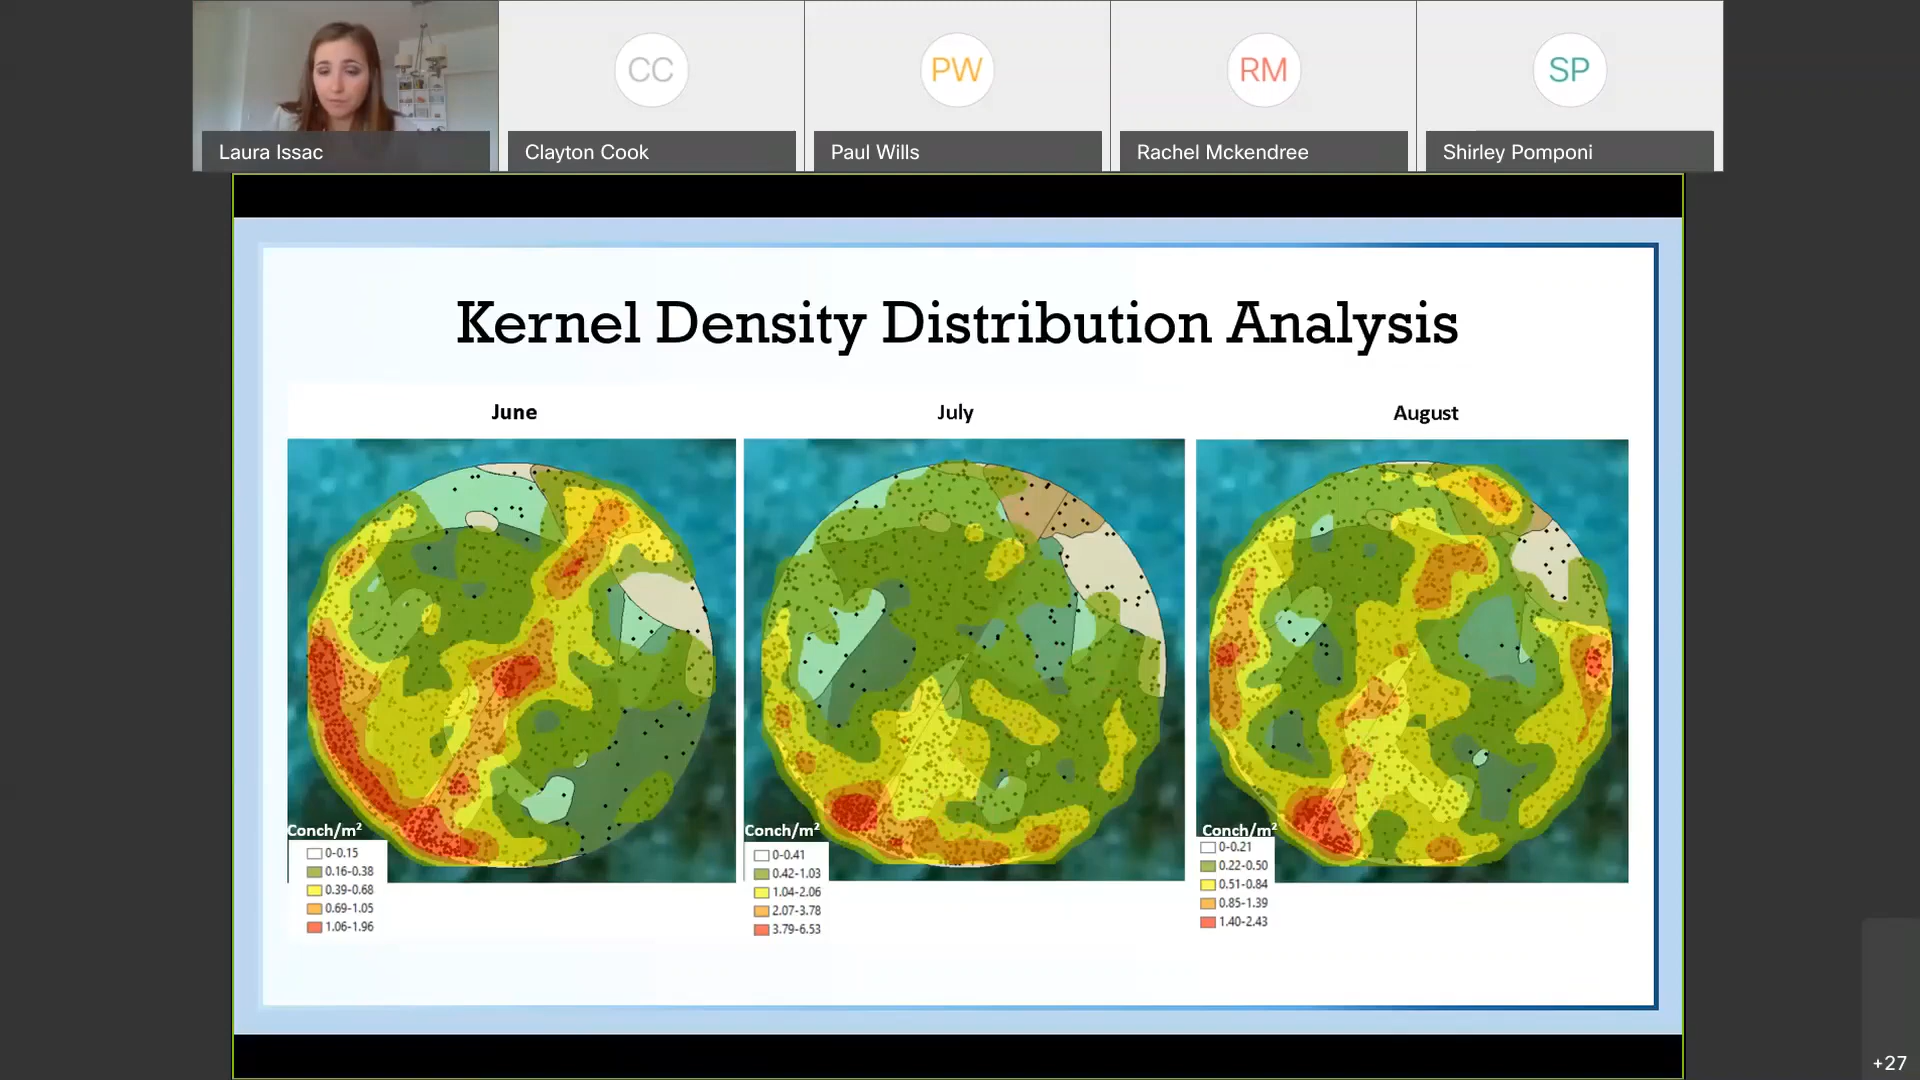 CC
PW
RM
SP
Laura Issac
Clayton Cook
Paul Wills
Rachel Mckendree
Shirley Pomponi
Kernel Density Distribution Analysis
June
July
August
Conch/m²
0-0.15
0.16-0.38
0.39-0.68
0.69-1.05
1.06-1.96
Conch/m²
0-0.41
0.42-1.03
1.04-2.06
2.07-3.78
3.79-6.53
Conch/m²
0-0.21
0.22-0.50
0.51-0.84
0.85-1.39
1.40-2.43
+27